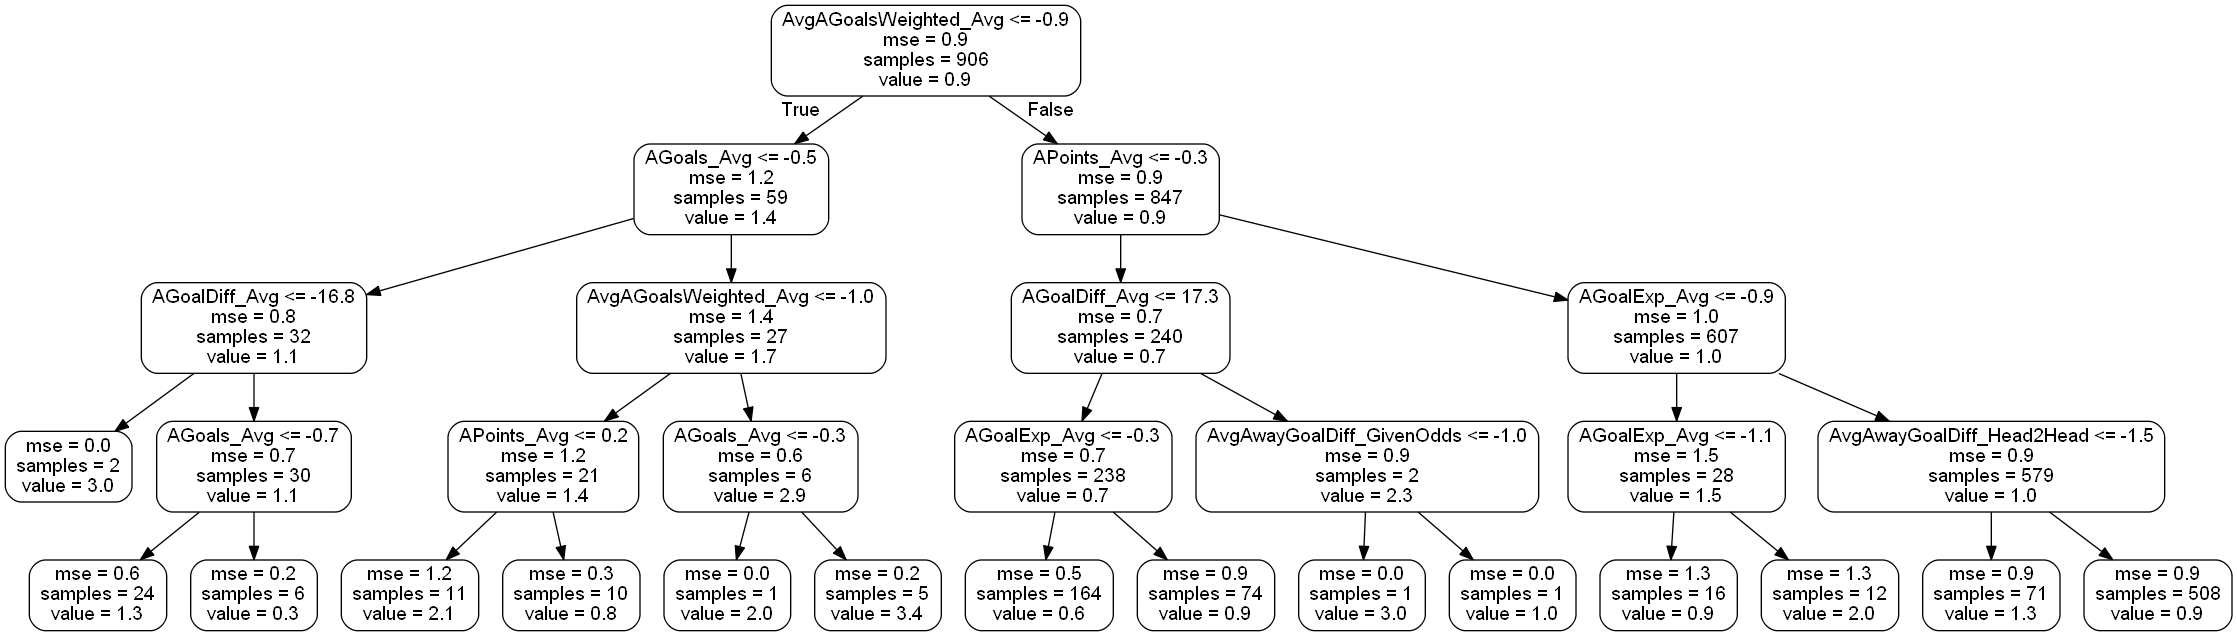 AvgAGoalsWeighted_Avg <= -0.9
mse = 0.9
samples = 906
value = 0.9
True
False
AGoals_Avg <= -0.5
mse = 1.2
samples = 59
value = 1.4
APoints_Avg <= -0.3
mse = 0.9
samples = 847
value = 0.9
AGoalDiff_Avg <= -16.8
mse = 0.8
samples = 32
value = 1.1
AvgAGoalsWeighted_Avg <= -1.0
mse = 1.4
samples = 27
value = 1.7
AGoalDiff_Avg <= 17.3
mse = 0.7
samples = 240
value = 0.7
AGoalExp_Avg <= -0.9
mse = 1.0
samples = 607
value = 1.0
mse = 0.0
samples = 2
value = 3.0
AGoals_Avg <= -0.7
mse = 0.7
samples = 30
value = 1.1
APoints_Avg <= 0.2
mse = 1.2
samples = 21
value = 1.4
AGoals_Avg <= -0.3
mse = 0.6
samples = 6
value = 2.9
AGoalExp_Avg <= -0.3
mse = 0.7
samples = 238
value = 0.7
AvgAwayGoalDiff_GivenOdds <= -1.0
mse = 0.9
samples = 2
value = 2.3
AGoalExp_Avg <= -1.1
mse = 1.5
samples = 28
value = 1.5
AvgAwayGoalDiff_Head2Head <= -1.5
mse = 0.9
samples = 579
value = 1.0
mse = 0.6
samples = 24
value = 1.3
mse = 0.2
samples = 6
value = 0.3
mse = 1.2
samples = 11
value = 2.1
mse = 0.3
samples = 10
value = 0.8
mse = 0.0
samples = 1
value = 2.0
mse = 0.2
samples = 5
value = 3.4
mse = 0.5
samples = 164
value = 0.6
mse = 0.9
samples = 74
value = 0.9
mse = 0.0
samples = 1
value = 3.0
mse = 0.0
samples = 1
value = 1.0
mse = 1.3
samples = 16
value = 0.9
mse = 1.3
samples = 12
value = 2.0
mse = 0.9
samples = 71
value = 1.3
mse = 0.9
samples = 508
value = 0.9